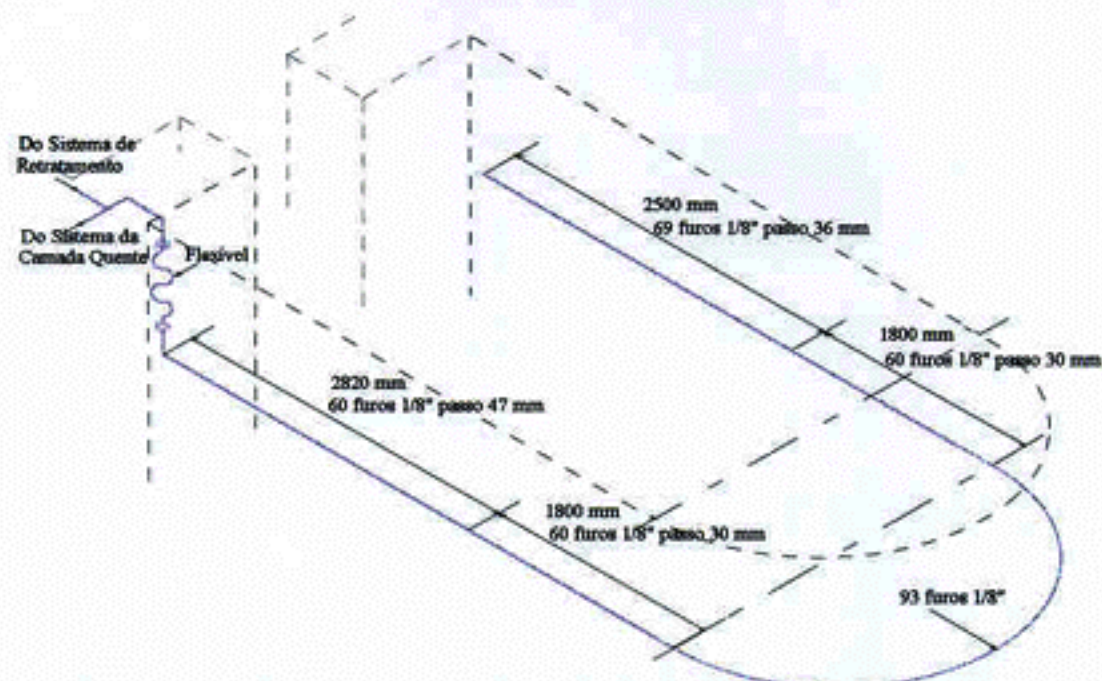 Do Sistema de
Retratamento
Do Sistema da
Camada Quente
Flexível
2500 mm
69 furos 1/8" passo 36 mm
1800 mm
60 furos 1/8" passo 30 mm
2820 mm
60 furos 1/8" passo 47 mm
1800 mm
60 furos 1/8" passo 30 mm
93 furos 1/8"